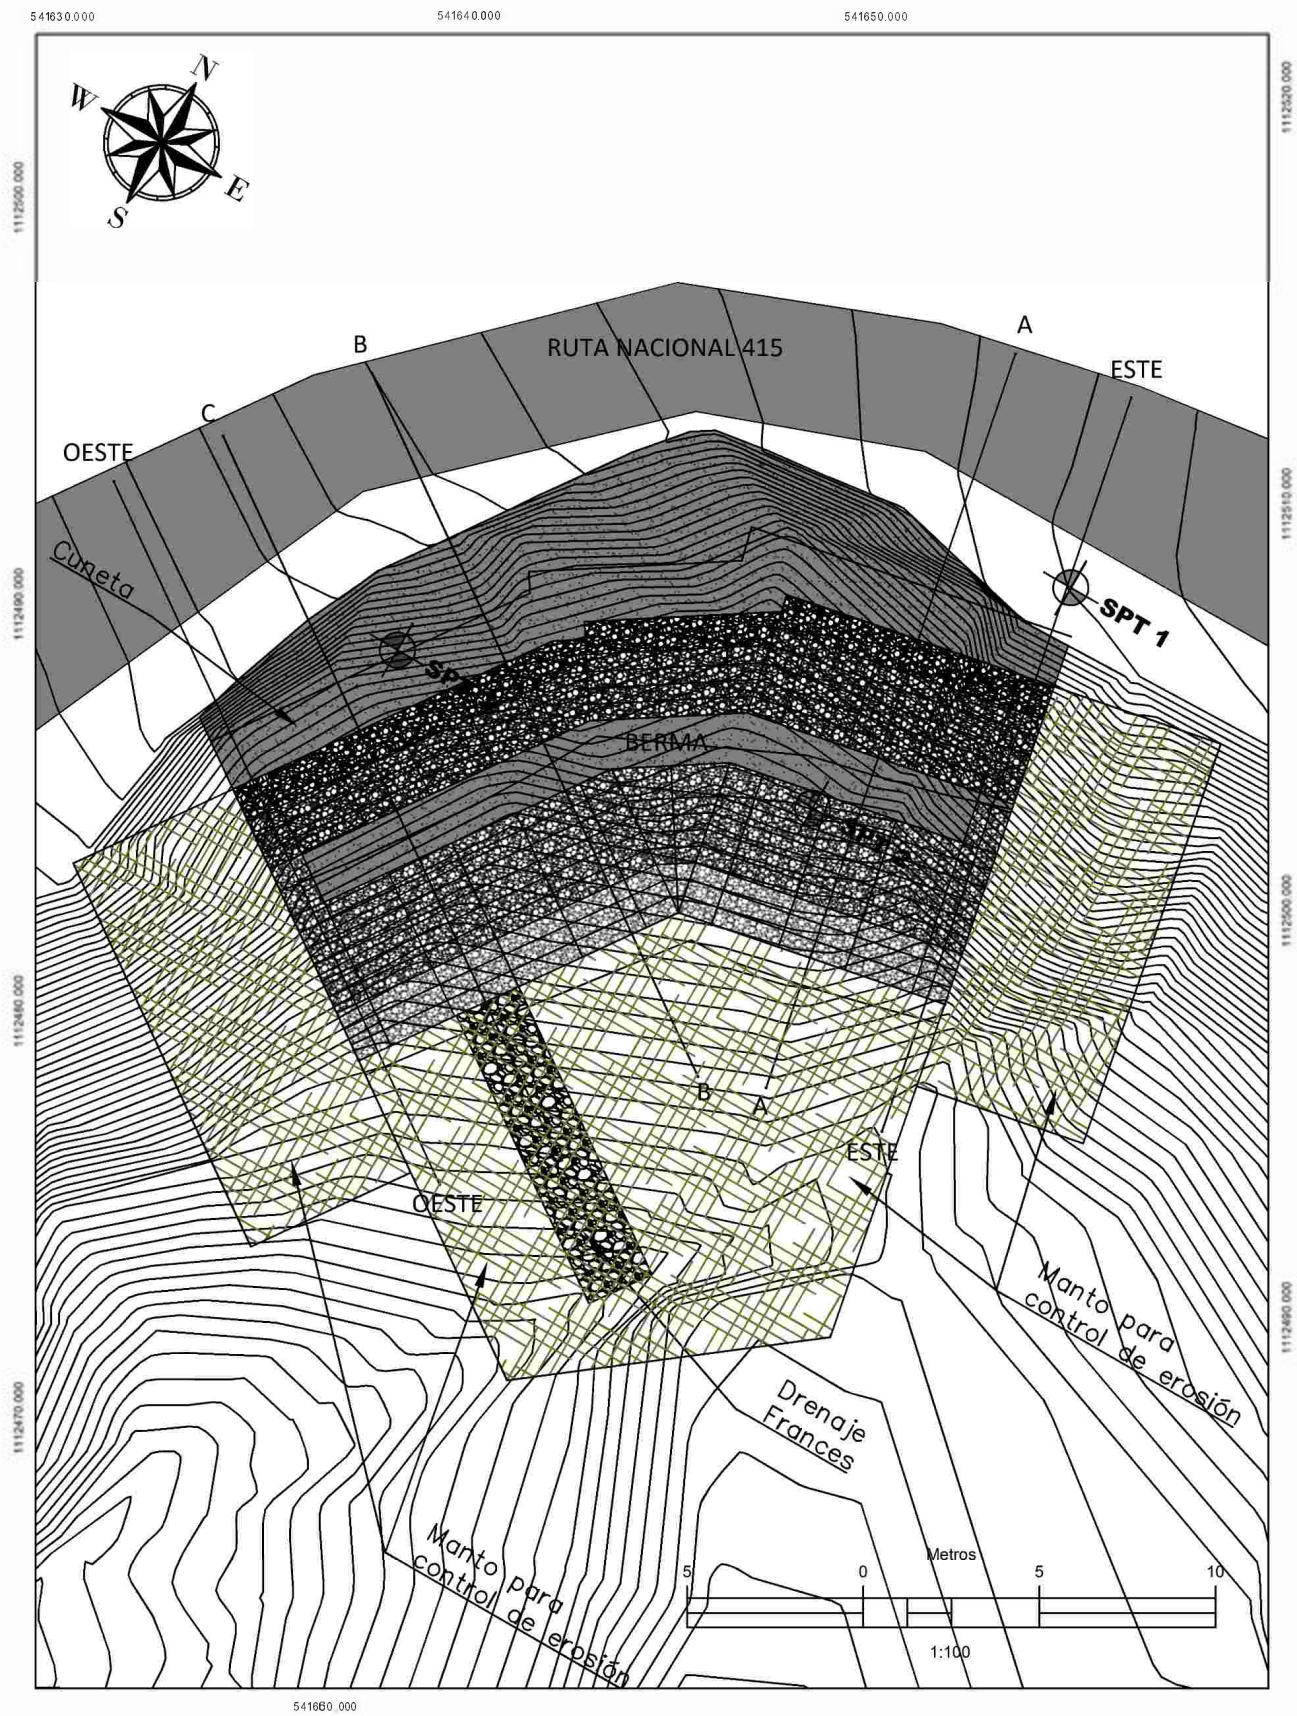 541630.000
541640.000
541650.000
N
W
E
S
1112520.000
1112500.000
RUTA NACIONAL 415
A
B
ESTE
C
OESTE
1112510.000
Cuneta
1112490.000
SPT 1
BERMA
1112500.000
1112480.000
B
A
ESTE
OESTE
Manto para
control de erosión
1112490.000
Drenaje
Frances
1112470.000
Manto para
control de erosión
Metros
5
0
5
10
1:100